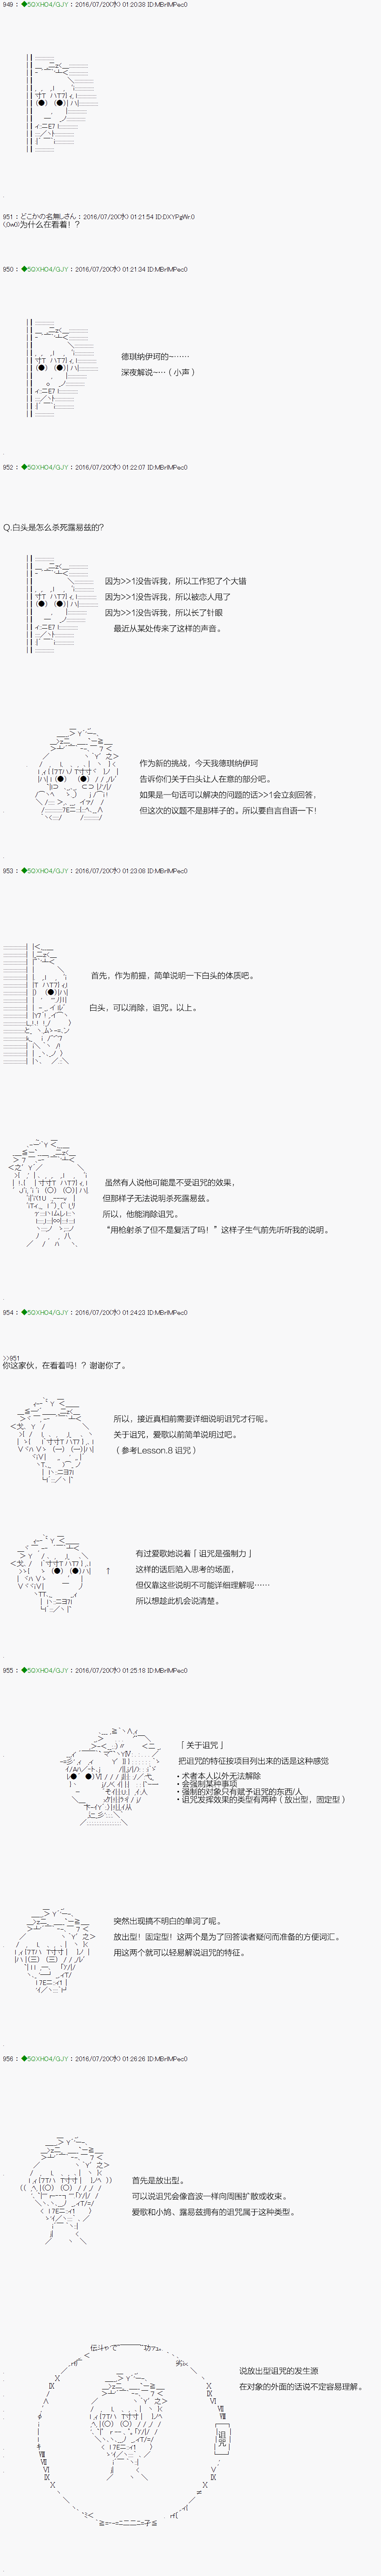 949 : ◆5QXHO4/GJY : 2016/07/20(水) 01:20:38 ID:MBrlMPec0
951 : どこかの名無しさん : 2016/07/20(水) 01:21:54 ID:DXYPgWr0
(;0w0)为什么在看着！？
950 : ◆5QXHO4/GJY : 2016/07/20(水) 01:21:34 ID:MBrlMPec0
德琪纳伊珂的~……
深夜解说~…（小声）
952 : ◆5QXHO4/GJY : 2016/07/20(水) 01:22:07 ID:MBrlMPec0
Q.白头是怎么杀死露易兹的？
因为>>1没告诉我，所以工作犯了个大错
因为>>1没告诉我，所以被恋人甩了
因为>>1没告诉我，所以长了针眼
最近从某处传来了这样的声音。
作为新的挑战，今天我德琪纳伊珂
告诉你们关于白头让人在意的部分吧。
如果是一句话可以解决的问题的话>>1会立刻回答，
但这次的议题不是那样子的。所以要自言自语一下！
953 : ◆5QXHO4/GJY : 2016/07/20(水) 01:23:08 ID:MBrlMPec0
首先，作为前提，简单说明一下白头的体质吧。
白头，可以消除，诅咒。以上。
虽然有人说他可能是不受诅咒的效果，
但那样子无法说明杀死露易兹。
所以，他能消除诅咒。
“用枪射杀了但不是复活了吗！”这样子生气前先听听我的说明。
954 : ◆5QXHO4/GJY : 2016/07/20(水) 01:24:23 ID:MBrlMPec0
>>951
你这家伙，在看着吗！？谢谢你了。
所以，接近真相前需要详细说明诅咒才行呢。
关于诅咒，爱歌以前简单说明过吧。
（参考Lesson.8 诅咒）
有过爱歌她说着「诅咒是强制力」
这样的话后陷入思考的场面，
但仅靠这些说明不可能详细理解呢……
所以想趁此机会说清楚。
955 : ◆5QXHO4/GJY : 2016/07/20(水) 01:25:18 ID:MBrlMPec0
「关于诅咒」
把诅咒的特征按项目列出来的话是这种感觉
・术者本人以外无法解除
・会强制某种事项
・强制的对象只有赋予诅咒的东西/人
・诅咒发挥效果的类型有两种（放出型，固定型）
突然出现搞不明白的单词了呢。
放出型！固定型！这两个是为了回答读者疑问而准备的方便词汇。
用这两个就可以轻易解说诅咒的特征。
956 : ◆5QXHO4/GJY : 2016/07/20(水) 01:26:26 ID:MBrlMPec0
首先是放出型。
可以说诅咒会像音波一样向周围扩散或收束。
爱歌和小鸠、露易兹拥有的诅咒属于这种类型。
说放出型诅咒的发生源
在对象的外面的话说不定容易理解。
诅咒